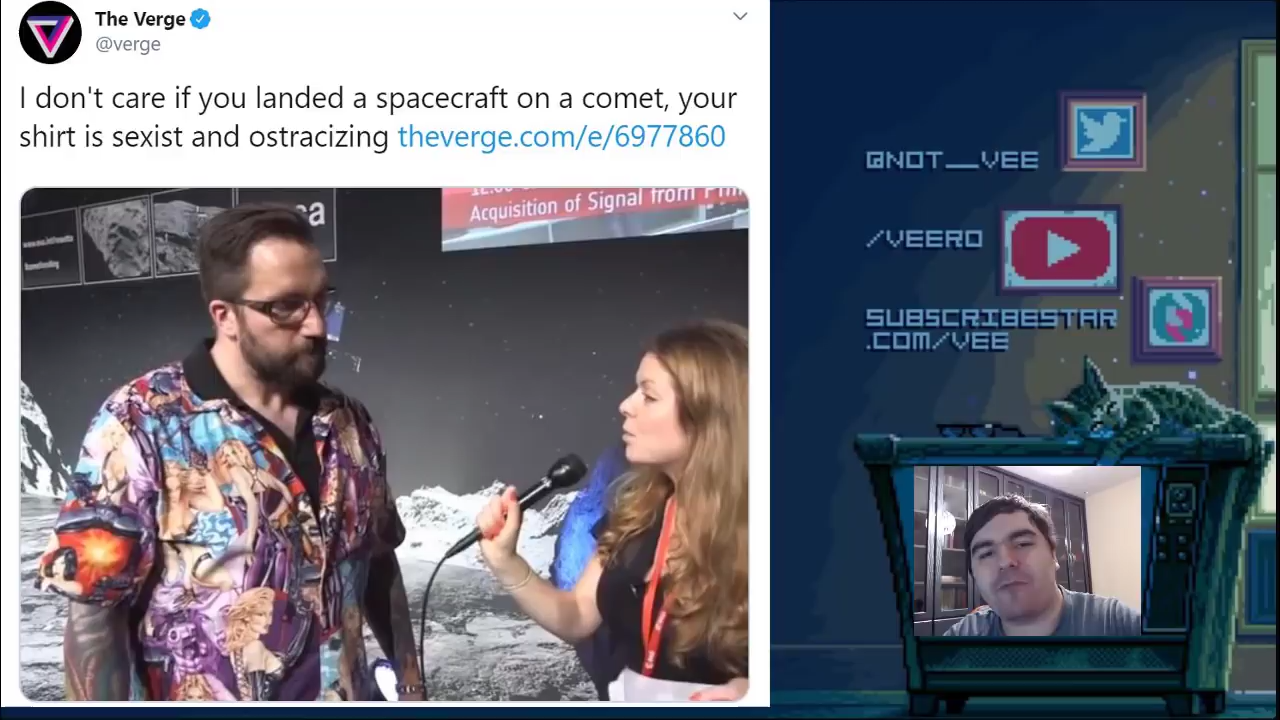 The Verge
@verge
I don't care if you landed a spacecraft on a comet, your
shirt is sexist and ostracizing theverge.com/e/6977860
Acquisition of Signal from
@NOT__VEE
/VEERO
SUBSCRIBESTAR
.COM/VEE